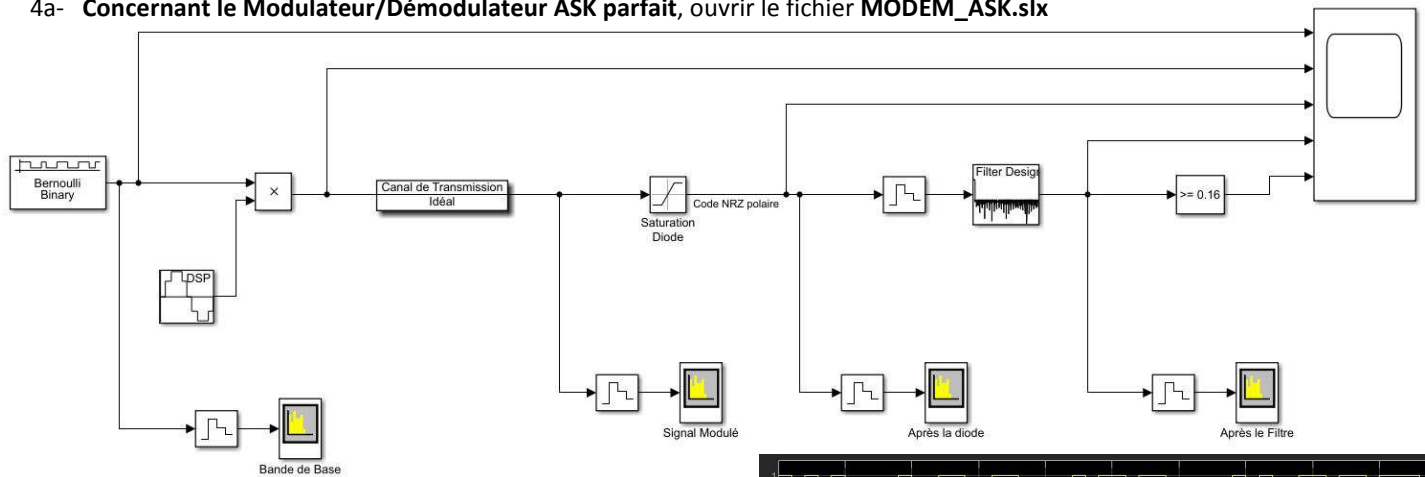 4a- Concernant le Modulateur/Démodulateur ASK parfait, ouvrir le fichier MODEM_ASK.slx
Bernoulli
Binary
×
Canal de Transmission
Idéal
Saturation
Diode
Code NRZ polaire
Filter Design
>= 0.16
DSP
Bande de Base
Signal Modulé
Après la diode
Après le Filtre
1